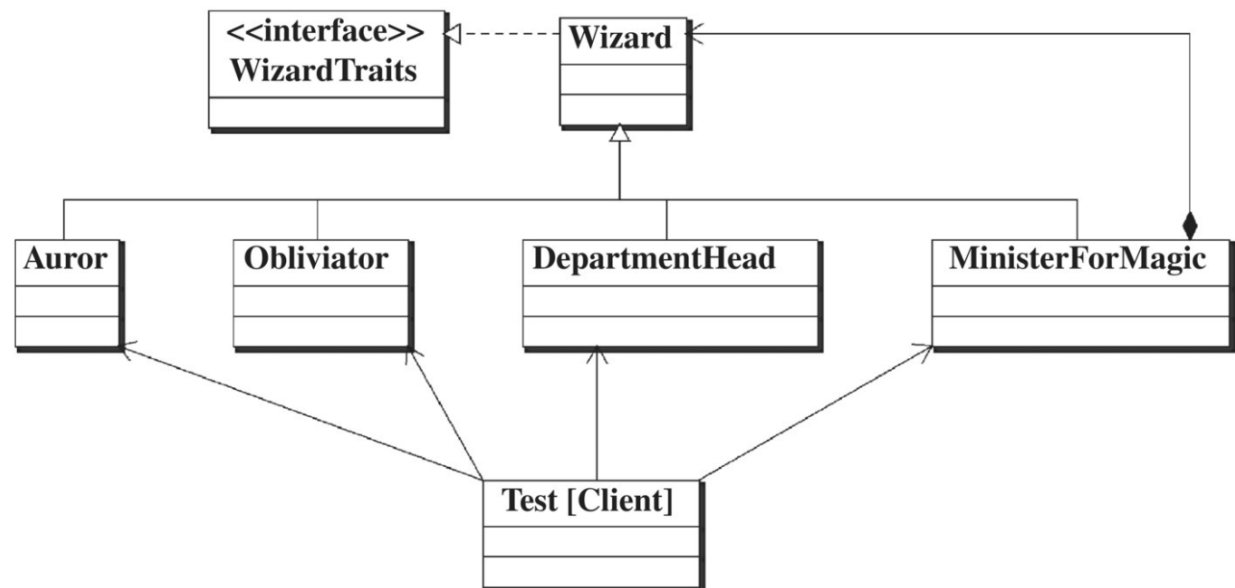 <<interface>>
WizardTraits
Wizard
Auror
Obliviator
DepartmentHead
MinisterForMagic
Test [Client]